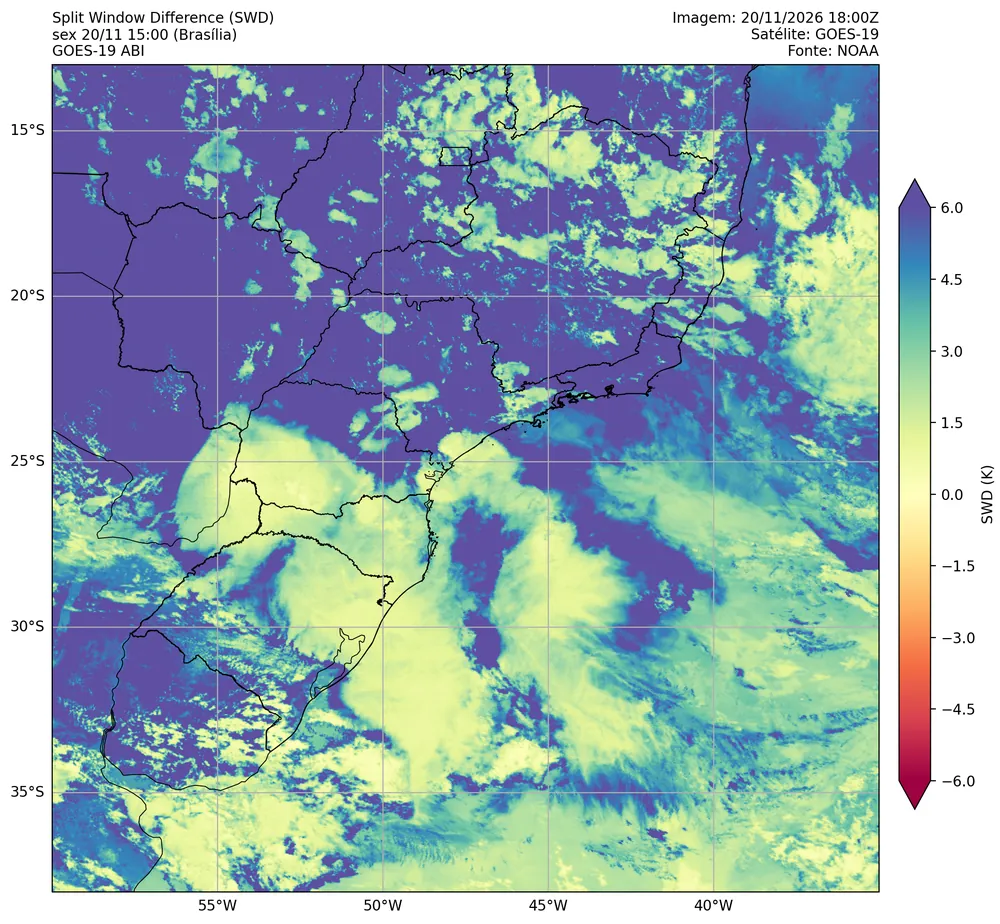 Split Window Difference (SWD)
sex 20/11 15:00 (Brasília)
GOES-19 ABI
Imagem: 20/11/2026 18:00Z
Satélite: GOES-19
Fonte: NOAA
15°S
20°S
25°S
30°S
35°S
55°W
50°W
45°W
40°W
6.0
4.5
3.0
1.5
0.0
−1.5
−3.0
−4.5
−6.0
SWD (K)